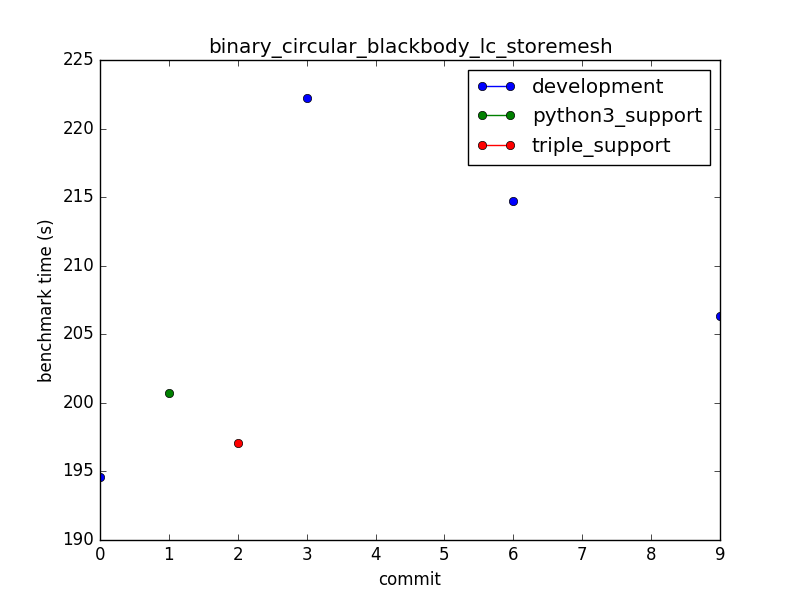 binary_circular_blackbody_lc_storemesh
development
python3_support
triple_support
benchmark time (s)
225
220
215
210
205
200
195
190
0 1 2 3 4 5 6 7 8 9
commit